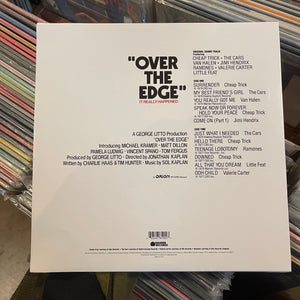 "OVER
THE
EDGE"
IT REALLY HAPPENED.
A GEORGE LITTO Production
"OVER THE EDGE"
Introducing MICHAEL KRAMER · MATT DILLON
PAMELA LUDWIG · VINCENT SPANO · TOM FERGUS
Produced by GEORGE LITTO · Directed by JONATHAN KAPLAN
Written by CHARLIE HAAS & TIM HUNTER · Music by SOL KAPLAN
ORION
ORIGINAL SOUND TRACK
Featuring
CHEAP TRICK · THE CARS
VAN HALEN · JIMI HENDRIX
RAMONES · VALERIE CARTER
LITTLE FEAT
SIDE ONE
SURRENDER Cheap Trick
MY BEST FRIEND'S GIRL The Cars
YOU REALLY GOT ME Van Halen
SPEAK NOW OR FOREVER
HOLD YOUR PEACE Cheap Trick
COME ON (Part 1) Jimi Hendrix
SIDE TWO
JUST WHAT I NEEDED The Cars
HELLO THERE Cheap Trick
TEENAGE LOBOTOMY Ramones
DOWNED Cheap Trick
ALL THAT YOU DREAM Little Feat
OOH CHILD Valerie Carter